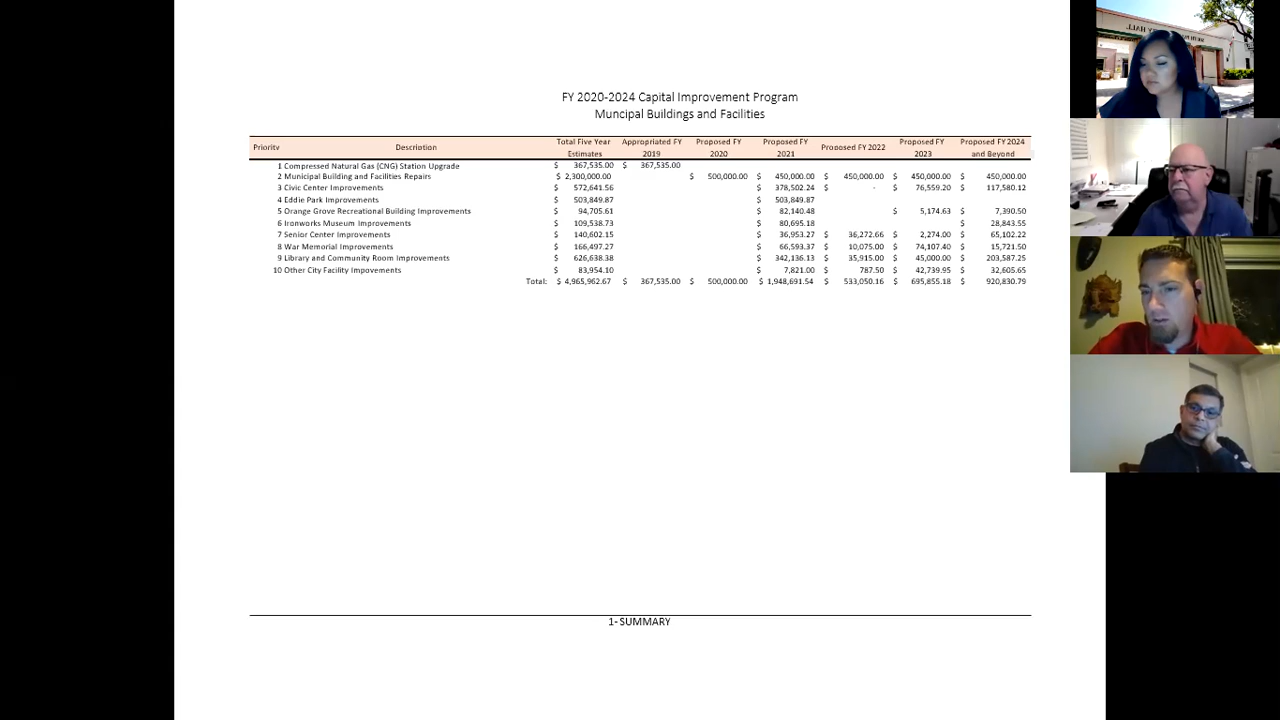 FY 2020-2024 Capital Improvement Program
Muncipal Buildings and Facilities
Priority Description Total Five Year Estimates Appropriated FY 2019 Proposed FY 2020 Proposed FY 2021 Proposed FY 2022 Proposed FY 2023 Proposed FY 2024 and Beyond
1 Compressed Natural Gas (CNG) Station Upgrade $ 367,535.00 $ 367,535.00
2 Municipal Building and Facilities Repairs $ 2,300,000.00 $ 500,000.00 $ 450,000.00 $ 450,000.00 $ 450,000.00 $ 450,000.00
3 Civic Center Improvements $ 572,641.56 $ 378,502.24 $ - $ 76,559.20 $ 117,580.12
4 Eddie Park Improvements $ 503,849.87 $ 503,849.87
5 Orange Grove Recreational Building Improvements $ 94,705.61 $ 82,140.48 $ 5,174.63 $ 7,390.50
6 Ironworks Museum Improvements $ 109,538.73 $ 80,695.18 $ 28,843.55
7 Senior Center Improvements $ 140,602.15 $ 36,953.27 $ 36,272.66 $ 2,274.00 $ 65,102.22
8 War Memorial Improvements $ 166,497.27 $ 66,593.37 $ 10,075.00 $ 74,107.40 $ 15,721.50
9 Library and Community Room Improvements $ 626,638.38 $ 342,136.13 $ 35,915.00 $ 45,000.00 $ 203,587.25
10 Other City Facility Impovements $ 83,954.10 $ 7,821.00 $ 787.50 $ 42,739.95 $ 32,605.65
Total: $ 4,965,962.67 $ 367,535.00 $ 500,000.00 $ 1,948,691.54 $ 533,050.16 $ 695,855.18 $ 920,830.79
1- SUMMARY